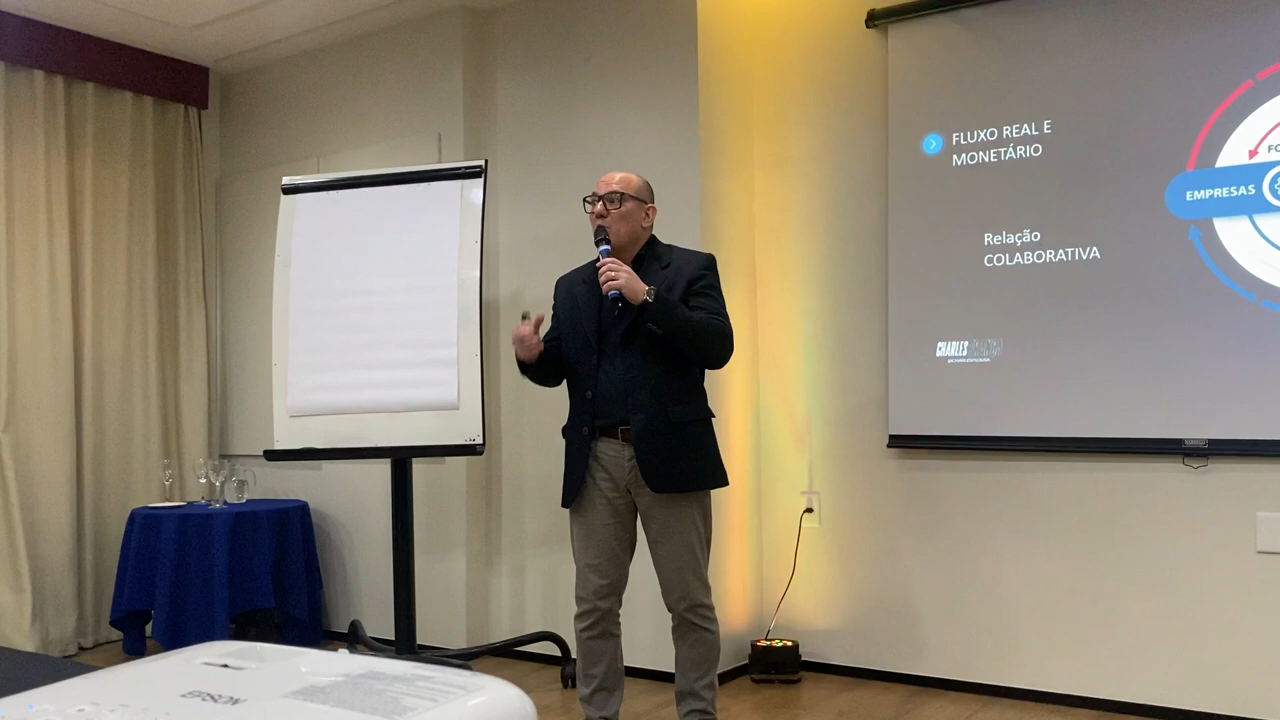 FLUXO REAL E
MONETÁRIO
EMPRESAS
Relação
COLABORATIVA
CHARLES
EPSON